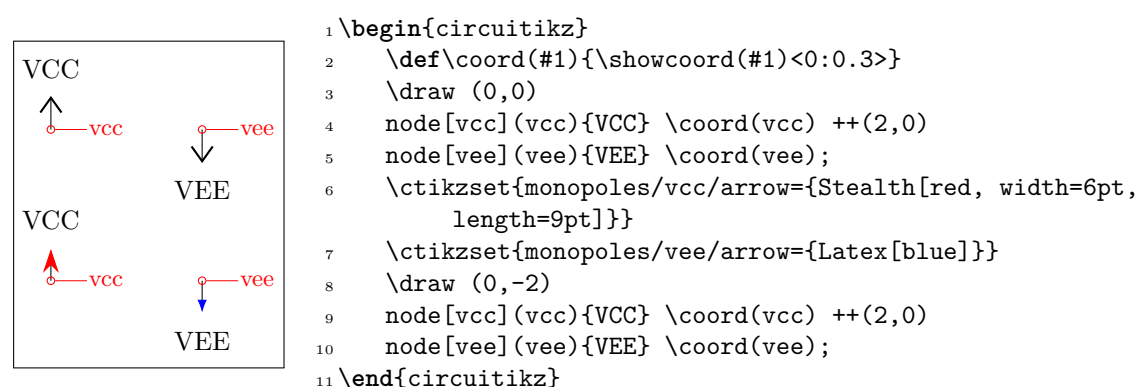 VCC
vcc
vee
VEE
VCC
vcc
vee
VEE
1 \begin{circuitikz}
2     \def\coord(#1){\showcoord(#1)<0:0.3>}
3     \draw (0,0)
4     node[vcc](vcc){VCC} \coord(vcc) ++(2,0)
5     node[vee](vee){VEE} \coord(vee);
6     \ctikzset{monopoles/vcc/arrow={Stealth[red, width=6pt,
length=9pt]}}
7     \ctikzset{monopoles/vee/arrow={Latex[blue]}}
8     \draw (0,-2)
9     node[vcc](vcc){VCC} \coord(vcc) ++(2,0)
10     node[vee](vee){VEE} \coord(vee);
11 \end{circuitikz}